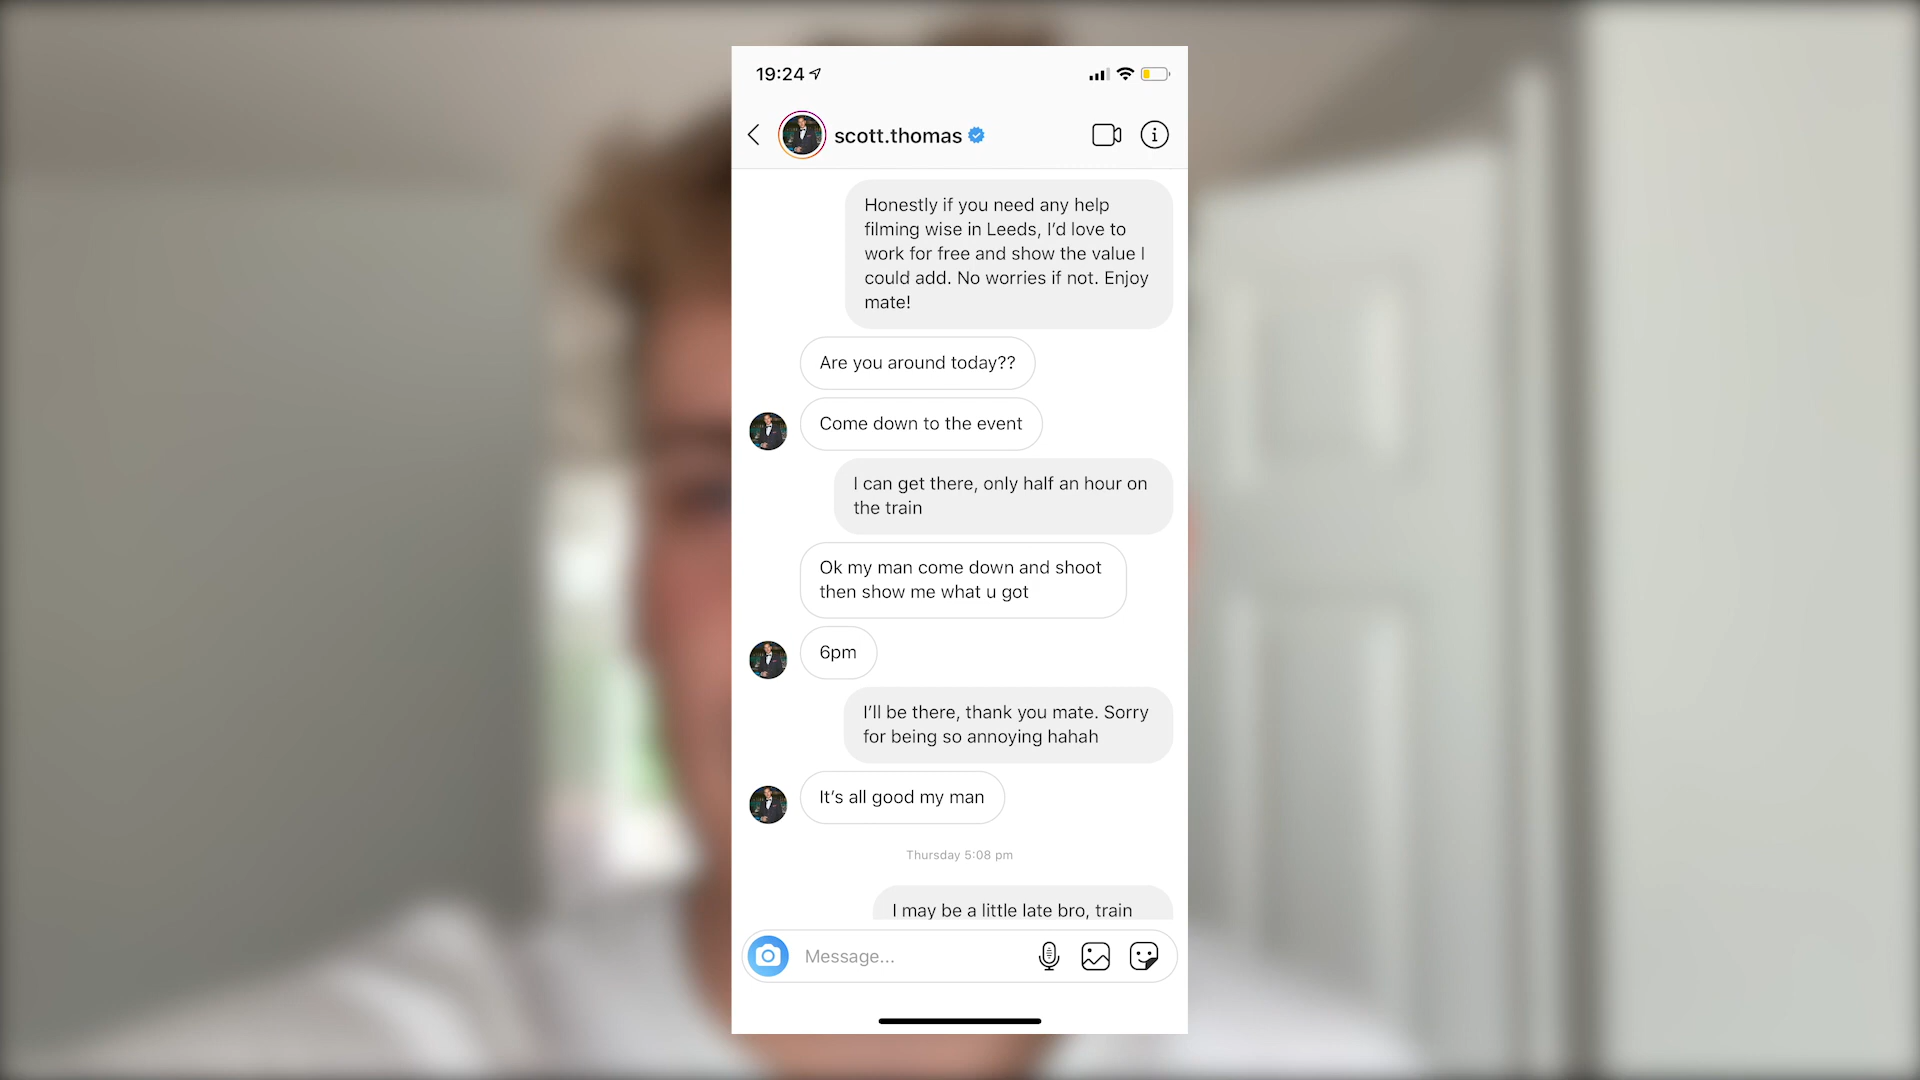 19:24
scott.thomas
Honestly if you need any help
filming wise in Leeds, I’d love to
work for free and show the value I
could add. No worries if not. Enjoy
mate!
Are you around today??
Come down to the event
I can get there, only half an hour on
the train
Ok my man come down and shoot
then show me what u got
6pm
I’ll be there, thank you mate. Sorry
for being so annoying hahah
It’s all good my man
Thursday 5:08 pm
I may be a little late bro, train
Message...